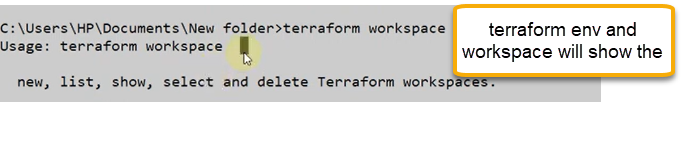 C:\Users\HP\Documents\New folder>terraform workspace
Usage: terraform workspace
new, list, show, select and delete Terraform workspaces.
terraform env and
workspace will show the